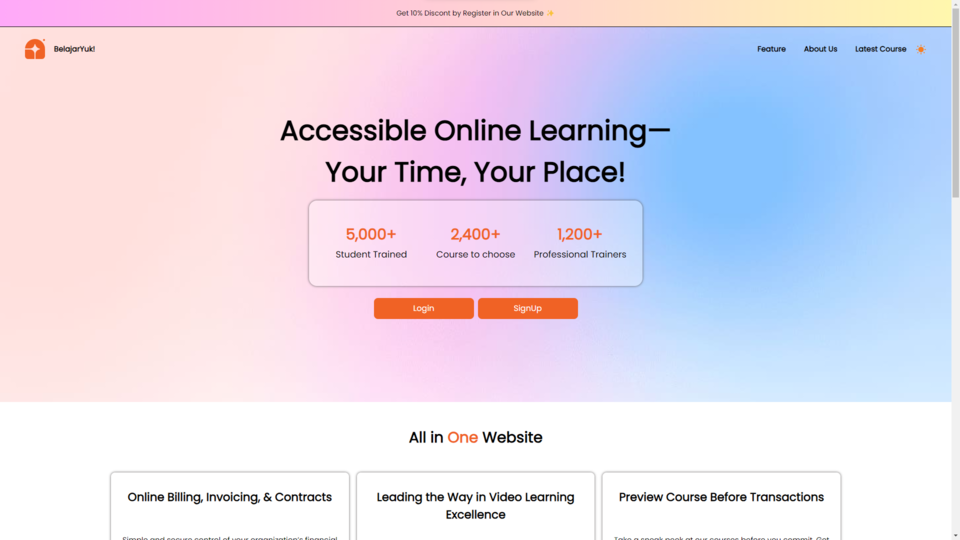 Get 10% Discont by Register in Our Website ✨
BelajarYuk!
Feature
About Us
Latest Course
Accessible Online Learning—
Your Time, Your Place!
5,000+
2,400+
1,200+
Student Trained
Course to choose
Professional Trainers
Login
SignUp
All in One Website
Online Billing, Invoicing, & Contracts
Leading the Way in Video Learning
Excellence
Preview Course Before Transactions
Simple and secure control of your organization's financial
Take a sneak peek at our courses before you commit. Get